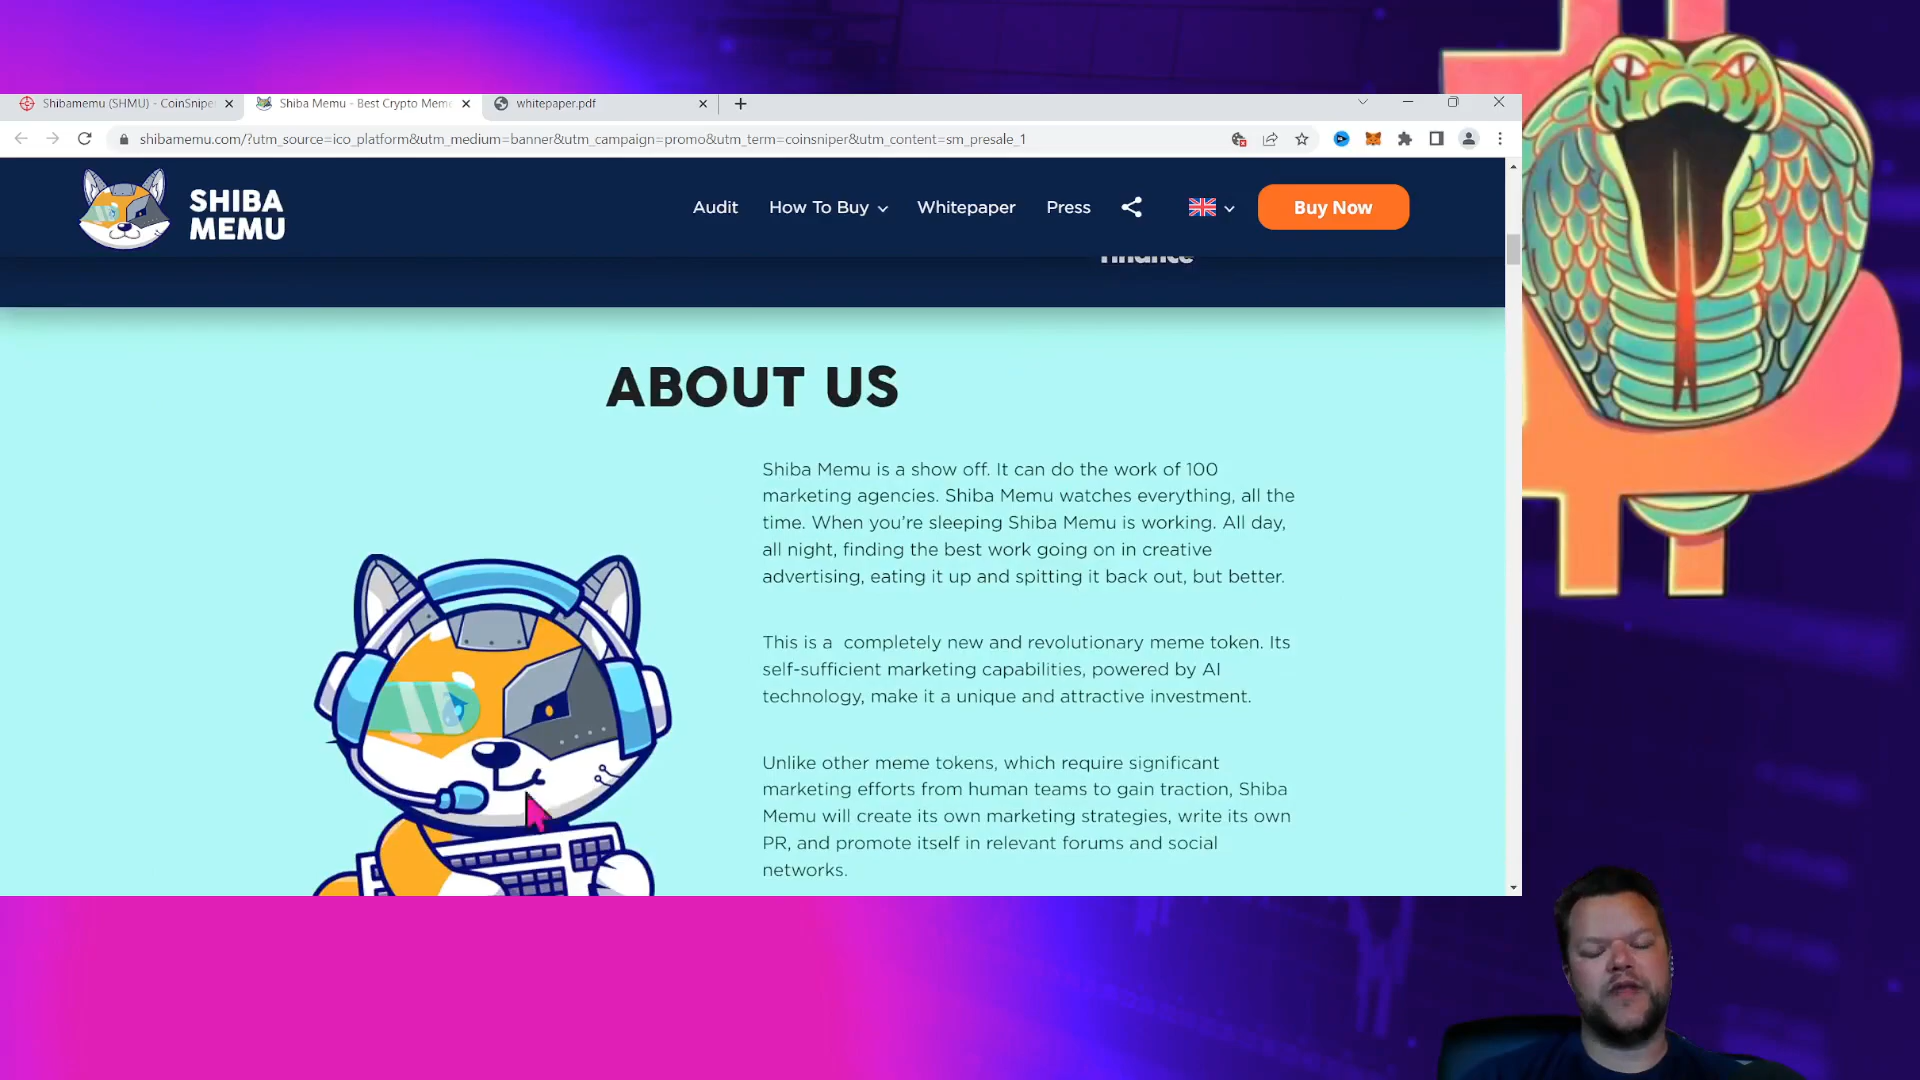 Shibamemu (SHMU) - CoinSnipe
Shiba Memu - Best Crypto Meme
whitepaper.pdf
shibamemu.com/?utm_source=ico_platform&utm_medium=banner&utm_campaign=promo&utm_term=coinsniper&utm_content=sm_presale_1
SHIBA
MEMU
Audit
How To Buy
Whitepaper
Press
Buy Now
finance
ABOUT US
Shiba Memu is a show off. It can do the work of 100
marketing agencies. Shiba Memu watches everything, all the
time. When you're sleeping Shiba Memu is working. All day,
all night, finding the best work going on in creative
advertising, eating it up and spitting it back out, but better.
This is a  completely new and revolutionary meme token. Its
self-sufficient marketing capabilities, powered by AI
technology, make it a unique and attractive investment.
Unlike other meme tokens, which require significant
marketing efforts from human teams to gain traction, Shiba
Memu will create its own marketing strategies, write its own
PR, and promote itself in relevant forums and social
networks.